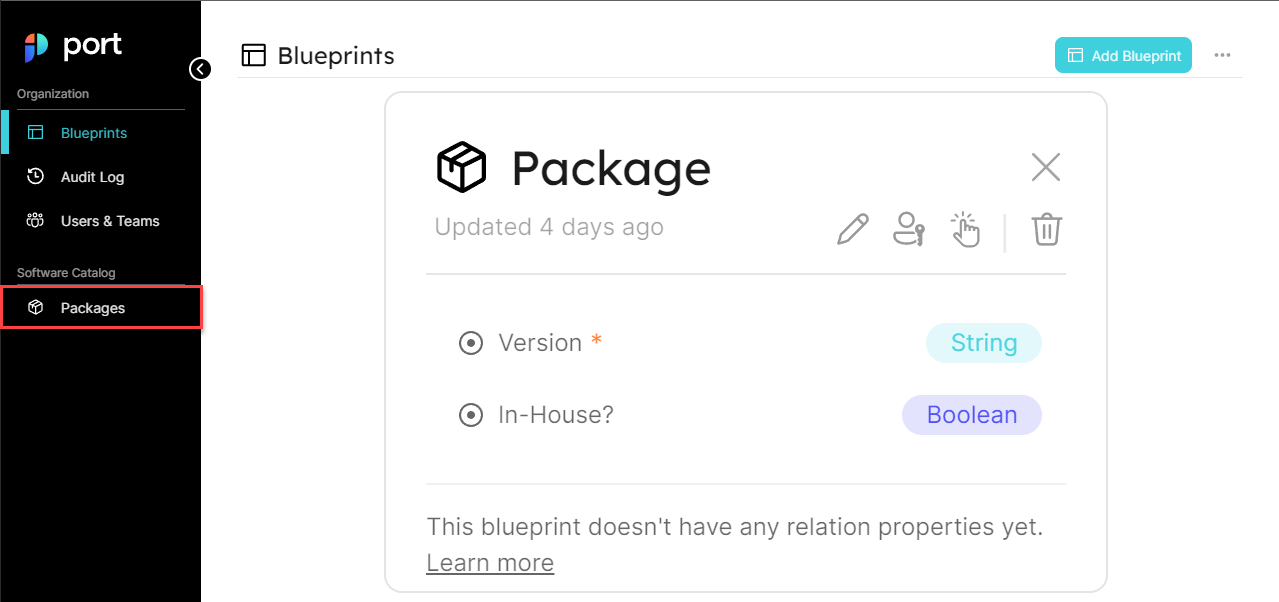 port
Organization
Blueprints
Audit Log
Users & Teams
Software Catalog
Packages
Blueprints
Add Blueprint
Package
Updated 4 days ago
Version * String
In-House? Boolean
This blueprint doesn't have any relation properties yet.
Learn more